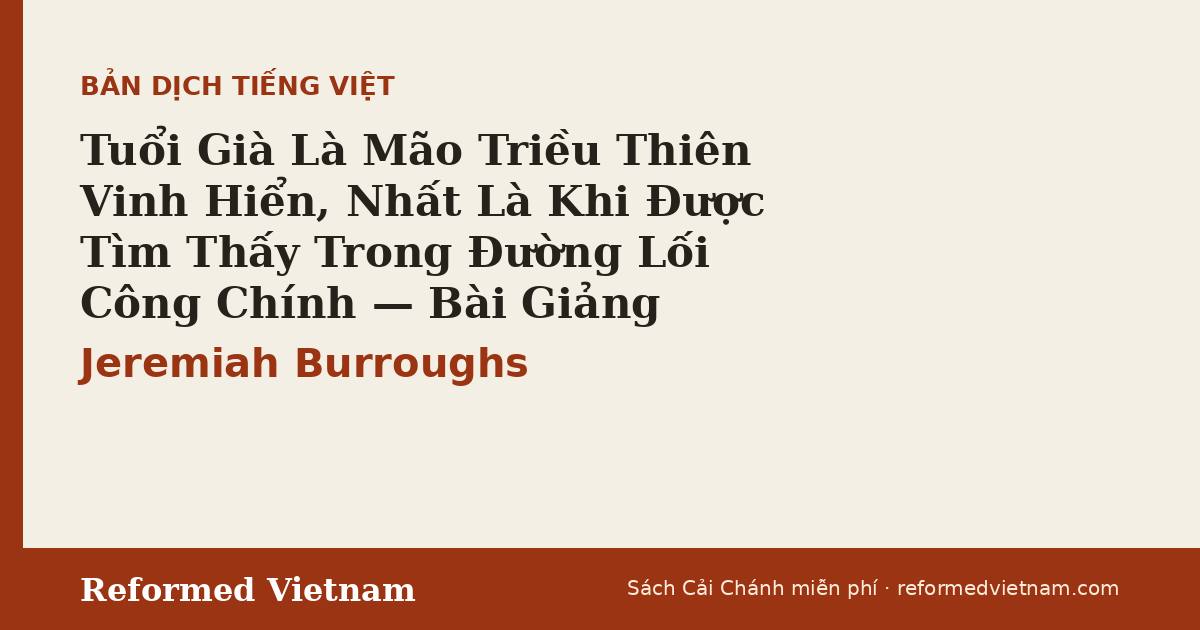 BẢN DỊCH TIẾNG VIỆT
Tuổi Già Là Mão Triều Thiên
Vinh Hiển, Nhất Là Khi Được
Tìm Thấy Trong Đường Lối
Công Chính — Bài Giảng
Jeremiah Burroughs
Reformed Vietnam
Sách Cải Chánh miễn phí · reformedvietnam.com